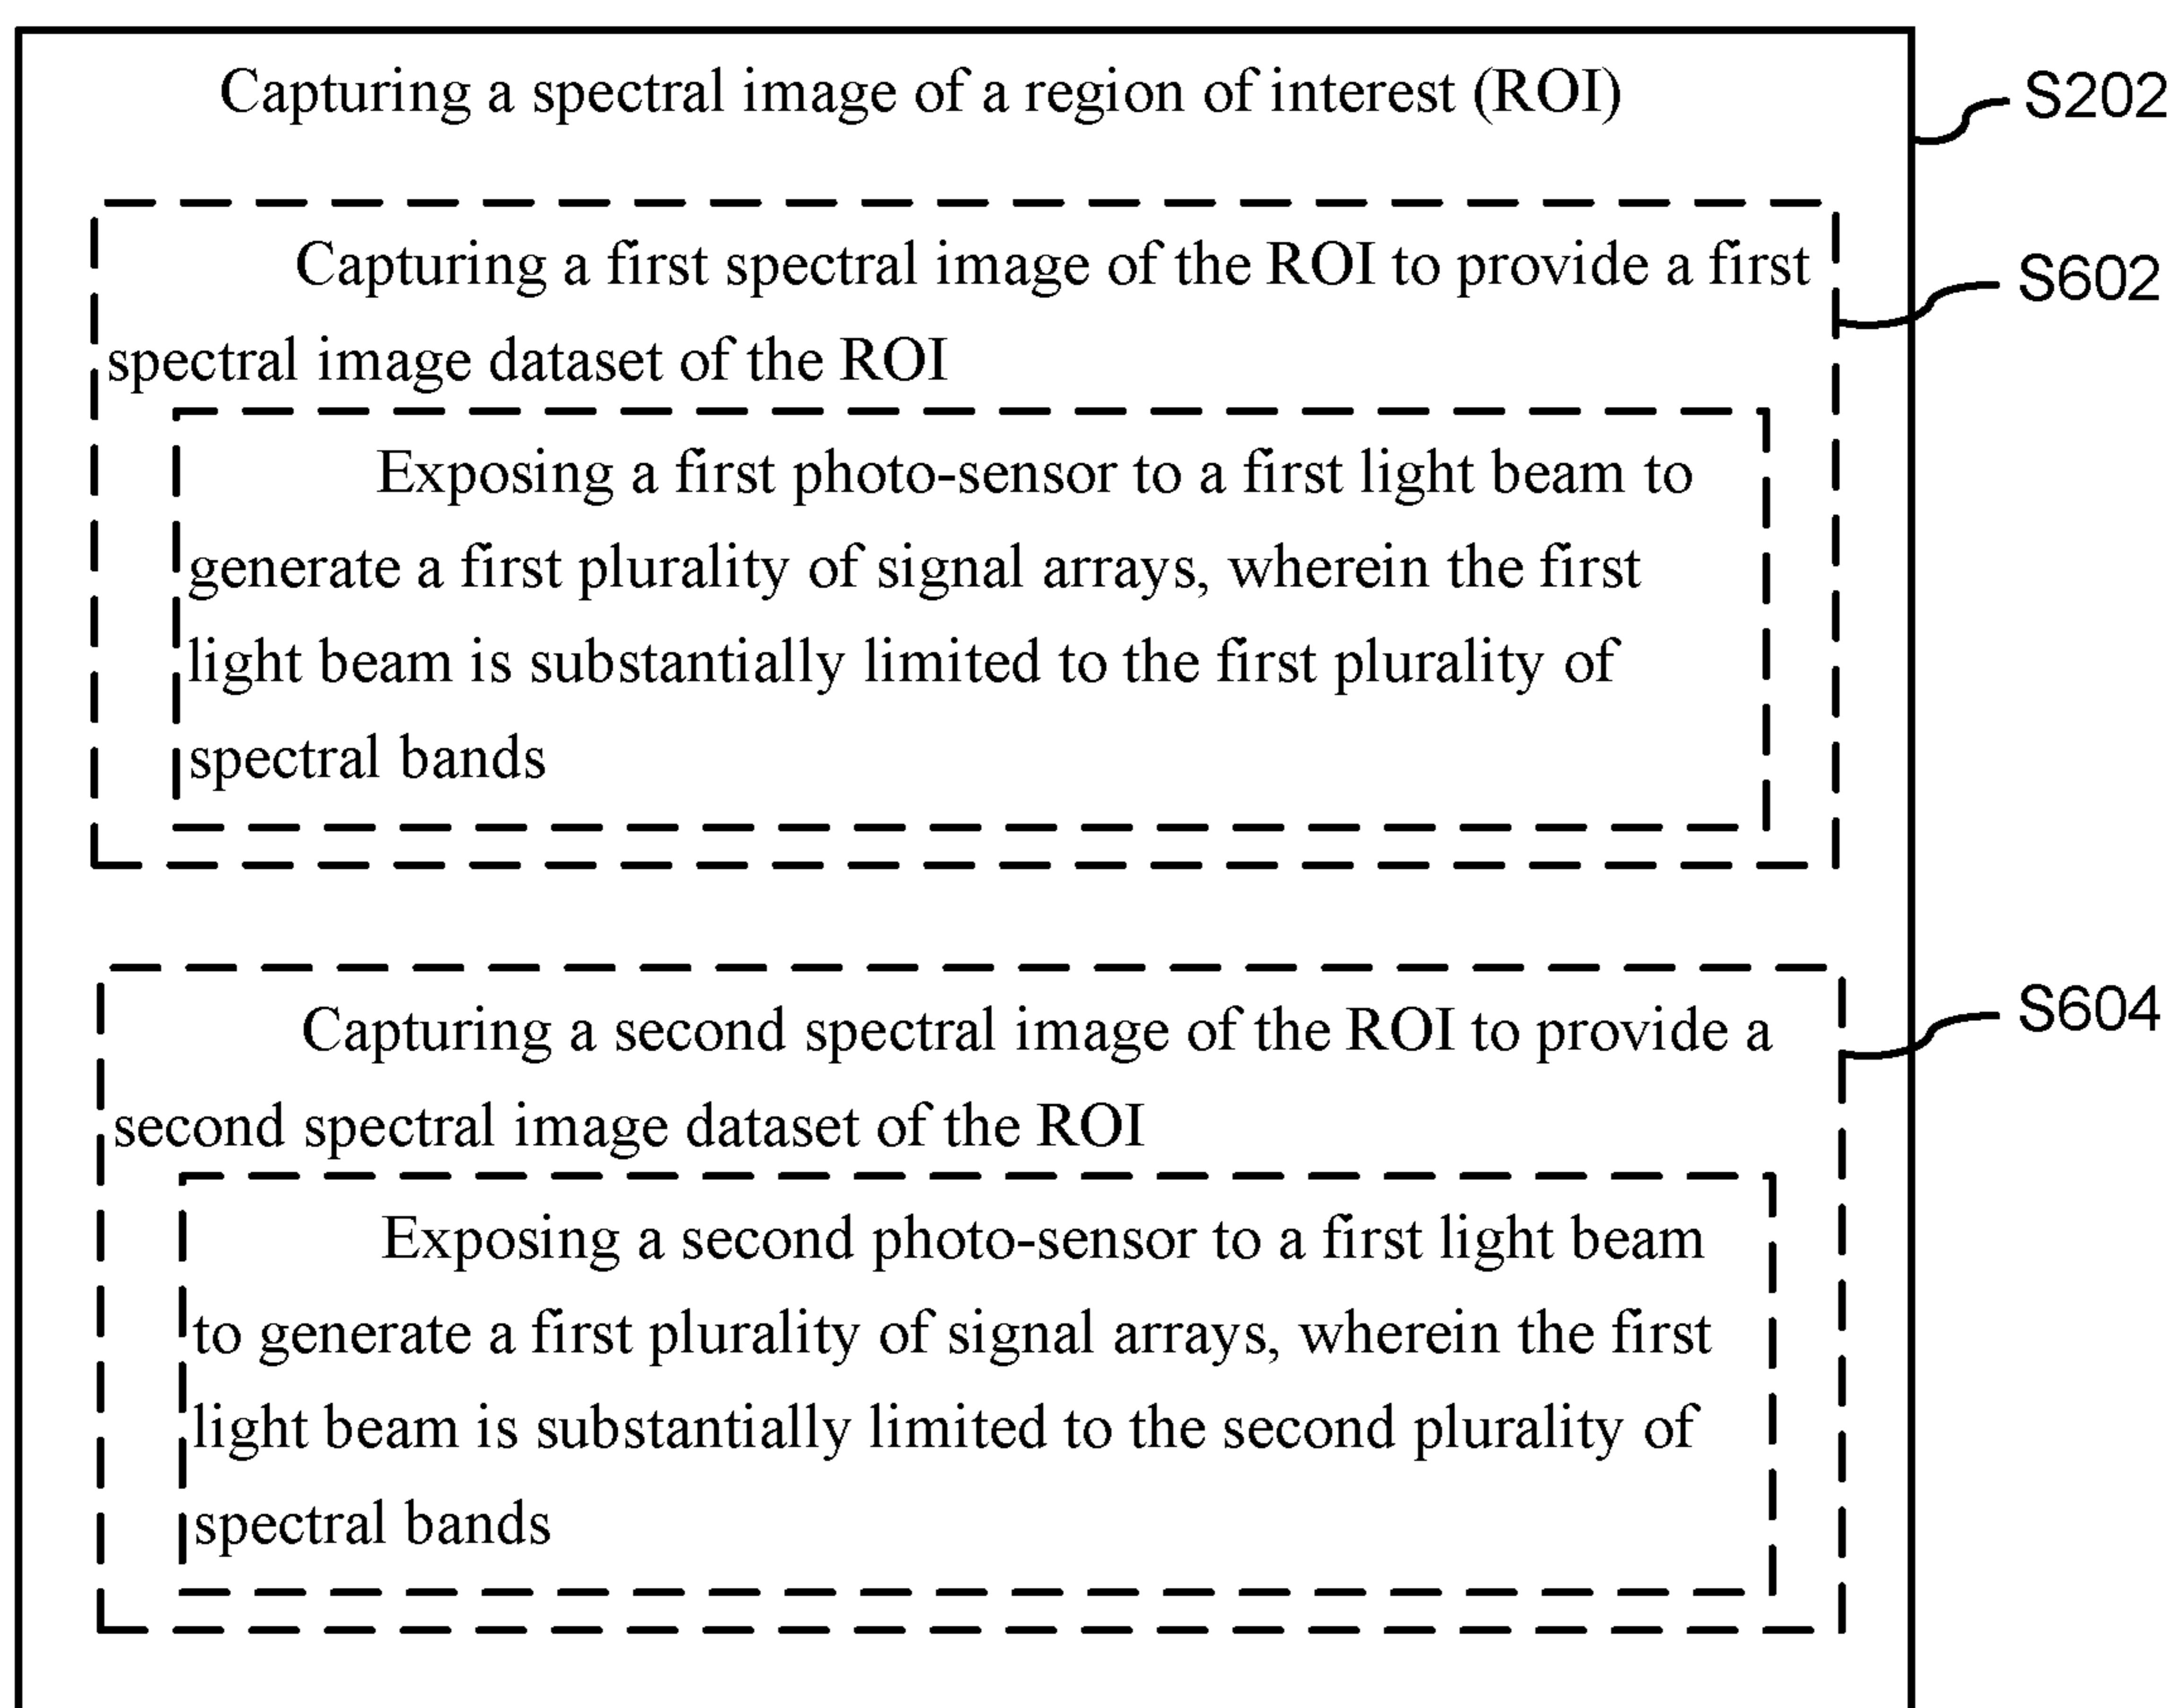 Capturing a spectral image of a region of interest (ROI)
S202
Capturing a first spectral image of the ROI to provide a first
S602
spectral image dataset of the ROI
Exposing a first photo-sensor to a first light beam to
generate a first plurality of signal arrays, wherein the first
light beam is substantially limited to the first plurality of
spectral bands
Capturing a second spectral image of the ROI to provide a
S604
second spectral image dataset of the ROI
Exposing a second photo-sensor to a first light beam
to generate a first plurality of signal arrays, wherein the first
light beam is substantially limited to the second plurality of
spectral bands